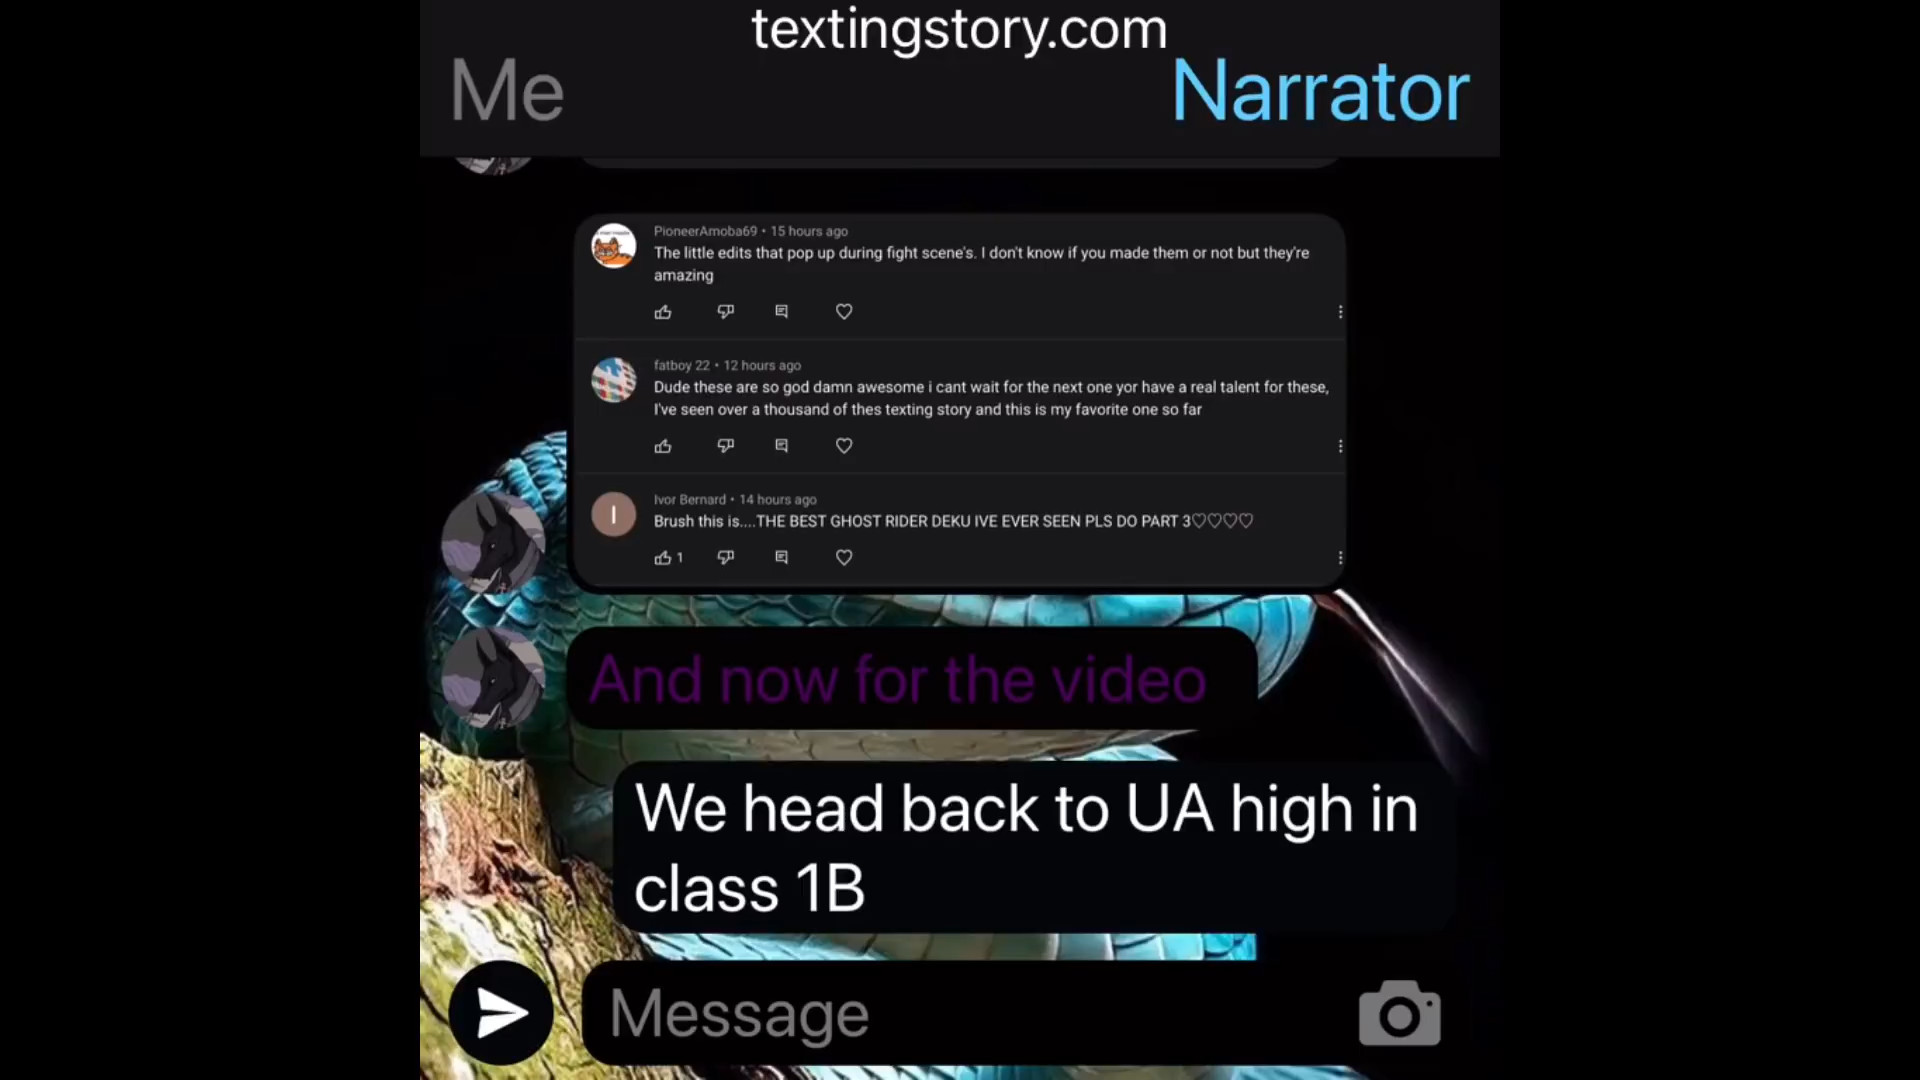 textingstory.com
Me
Narrator
PioneerAmoba69 • 15 hours ago
The little edits that pop up during fight scene's. I don't know if you made them or not but they're
amazing
fatboy 22 • 12 hours ago
Dude these are so god damn awesome i cant wait for the next one yor have a real talent for these,
I've seen over a thousand of thes texting story and this is my favorite one so far
I
Ivor Bernard • 14 hours ago
Brush this is....THE BEST GHOST RIDER DEKU IVE EVER SEEN PLS DO PART 3♡♡♡♡
1
And now for the video
We head back to UA high in
class 1B
Message